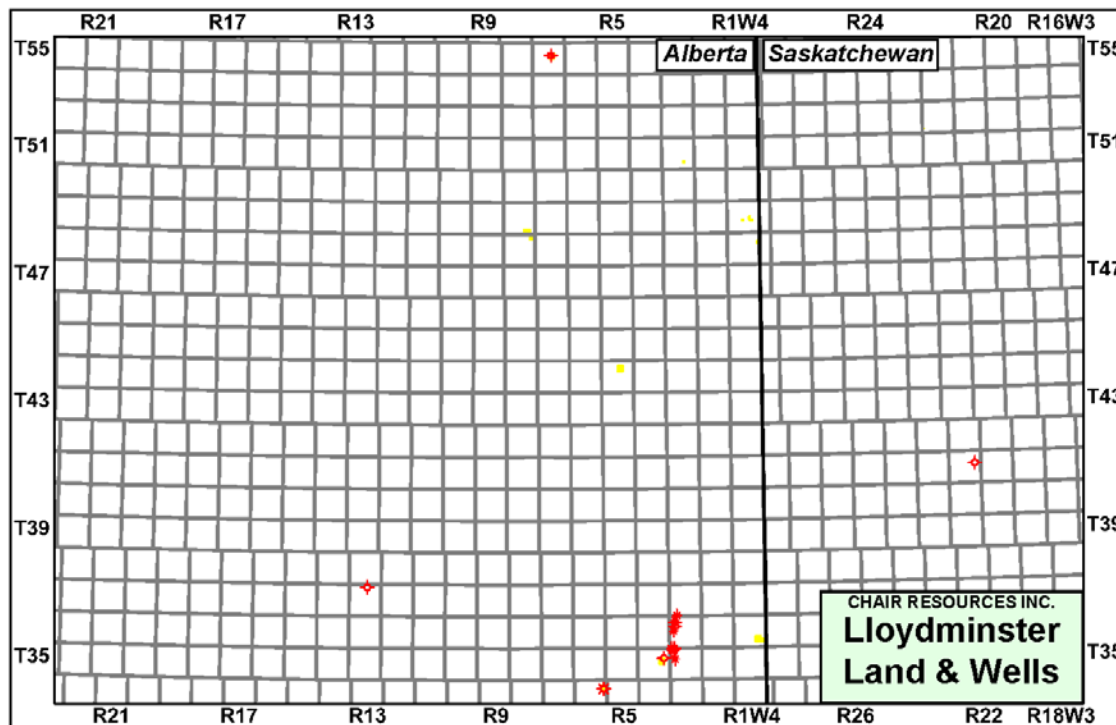 R21 R17 R13 R9 R5 R1W4 R24 R20 R16W3
T55 Alberta Saskatchewan T55
T51 T51
T47 T47
T43 T43
T39 T39
CHAIR RESOURCES INC.
Lloydminster
T35 T35
Land & Wells
R21 R17 R13 R9 R5 R1W4 R26 R22 R18W3